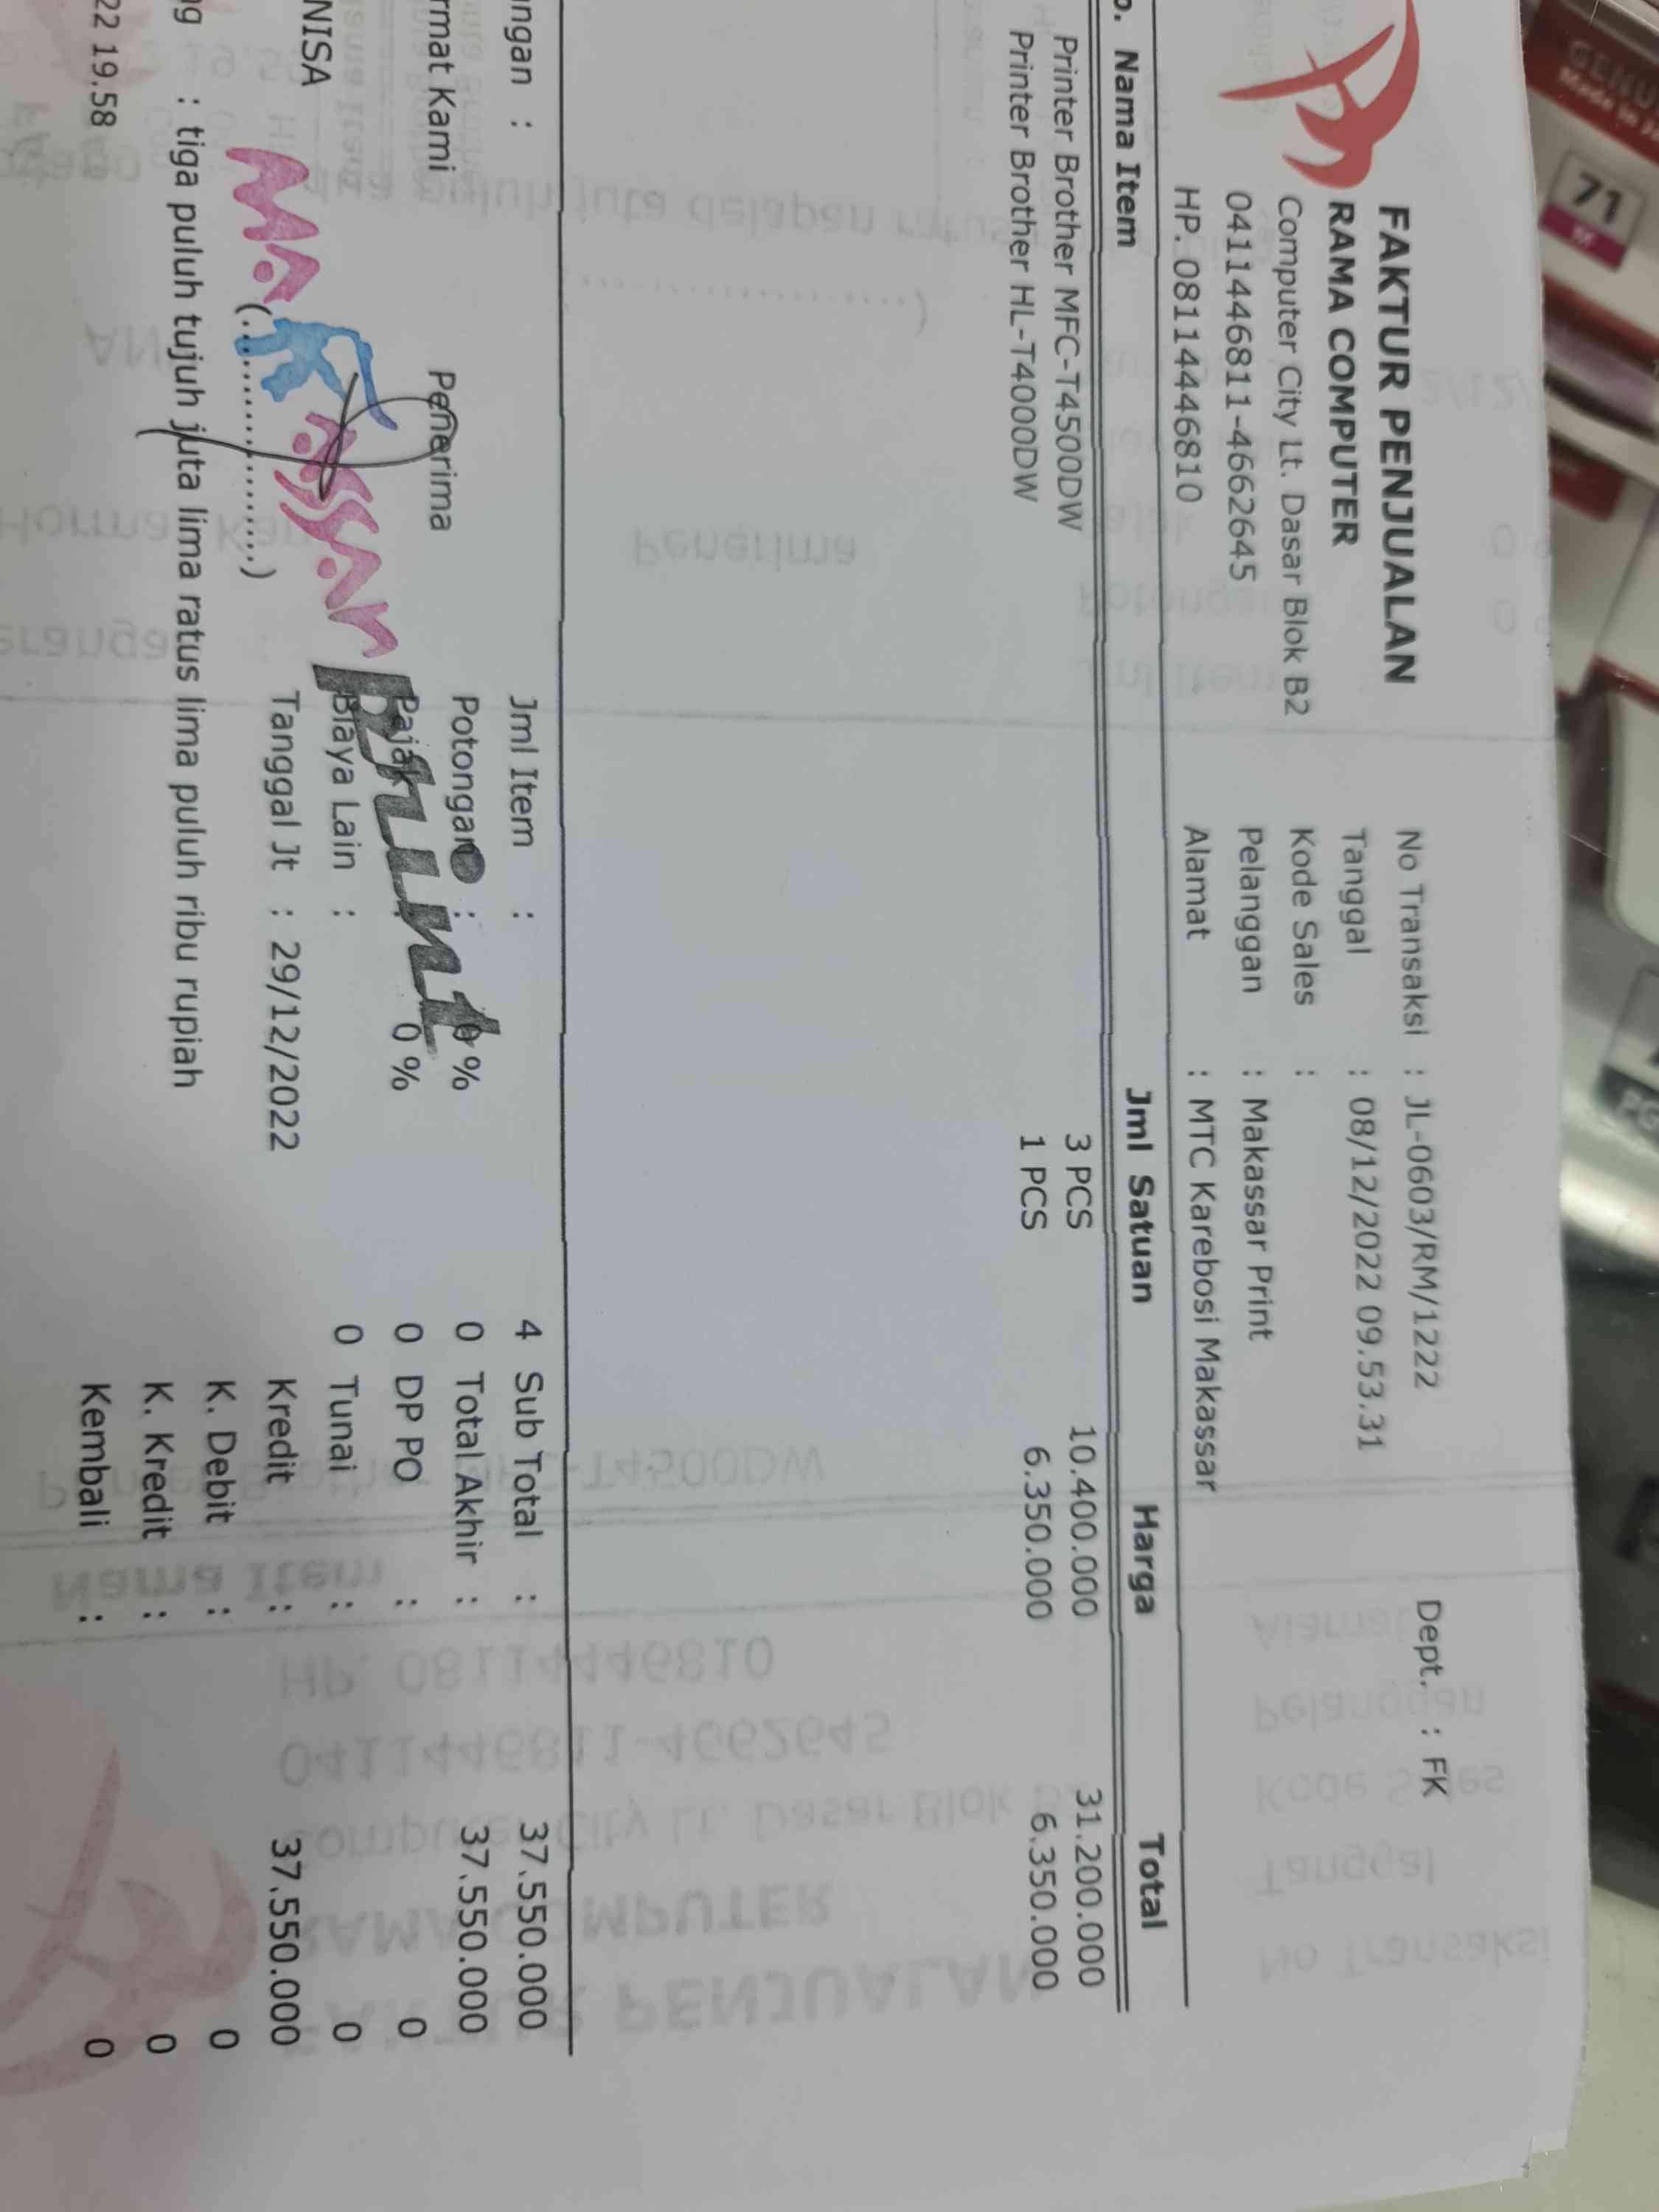 FAKTUR PENJUALAN
RAMA COMPUTER
Computer City Lt. Dasar Blok B2
0411446811-4662645
HP. 08114446810
No Transaksi : JL-0603/RM/1222
Dept. : FK
Tanggal : 08/12/2022 09.53.31
Kode Sales :
Pelanggan : Makassar Print
Alamat : MTC Karebosi Makassar
o. Nama Item Jml Satuan Harga Total
Printer Brother MFC-T4500DW 3 PCS 10.400.000 31.200.000
Printer Brother HL-T4000DW 1 PCS 6.350.000 6.350.000
ngan :
Jml Item : 4 Sub Total : 37.550.000
rmat Kami Penerima Potongan : 0 % 0 Total Akhir : 37.550.000
Pajak 0 % 0 DP PO : 0
Biaya Lain : 0 Tunai : 0
NISA
MAKASSAR
Print
(..................)
Tanggal Jt : 29/12/2022 Kredit : 37.550.000
K. Debit : 0
ng : tiga puluh tujuh juta lima ratus lima puluh ribu rupiah
K. Kredit : 0
22 19.58 Kembali : 0
71
M